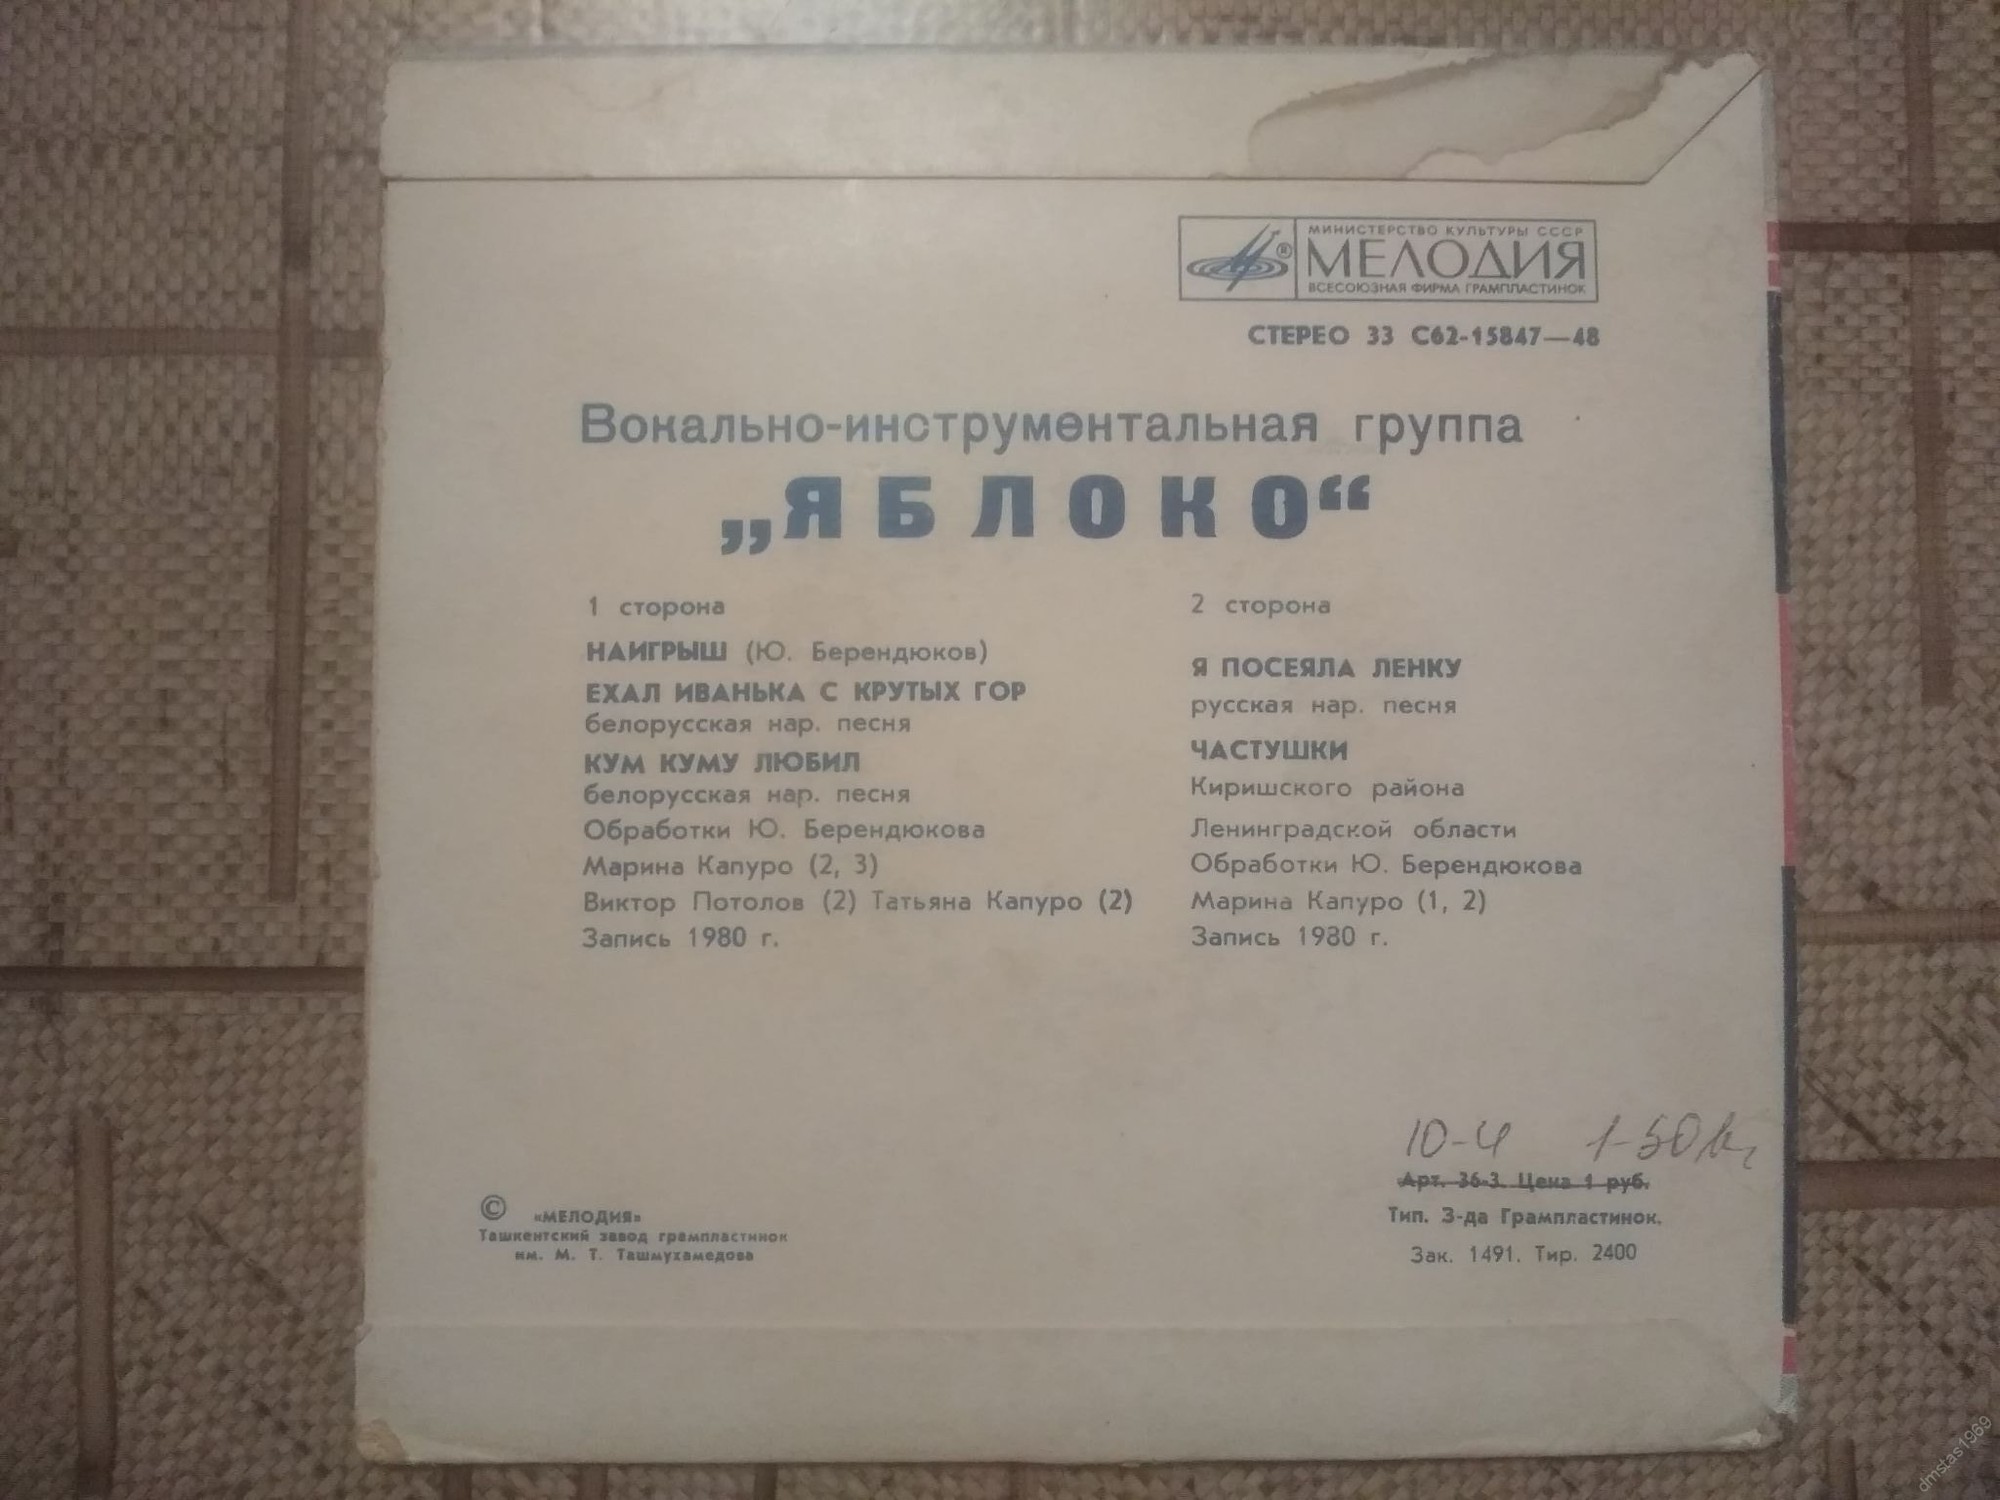 МИНИСТЕРСТВО КУЛЬТУРЫ СССР
МЕЛОДИЯ
ВСЕСОЮЗНАЯ ФИРМА ГРАМПЛАСТИНОК
СТЕРЕО 33 С62-15847—48
Вокально-инструментальная группа
„ЯБЛОКО“
1 сторона
НАИГРЫШ (Ю. Берендюков)
ЕХАЛ ИВАНЬКА С КРУТЫХ ГОР
белорусская нар. песня
КУМ КУМУ ЛЮБИЛ
белорусская нар. песня
Обработки Ю. Берендюкова
Марина Капуро (2, 3)
Виктор Потолов (2) Татьяна Капуро (2)
Запись 1980 г.
2 сторона
Я ПОСЕЯЛА ЛЕНКУ
русская нар. песня
ЧАСТУШКИ
Киришского района
Ленинградской области
Обработки Ю. Берендюкова
Марина Капуро (1, 2)
Запись 1980 г.
© «МЕЛОДИЯ»
Ташкентский завод грампластинок
им. М. Т. Ташмухамедова
10-4 1-50к
Арт. 36-3. Цена 1 руб.
Тип. З-да Грампластинок.
Зак. 1491. Тир. 2400
dmstas1969